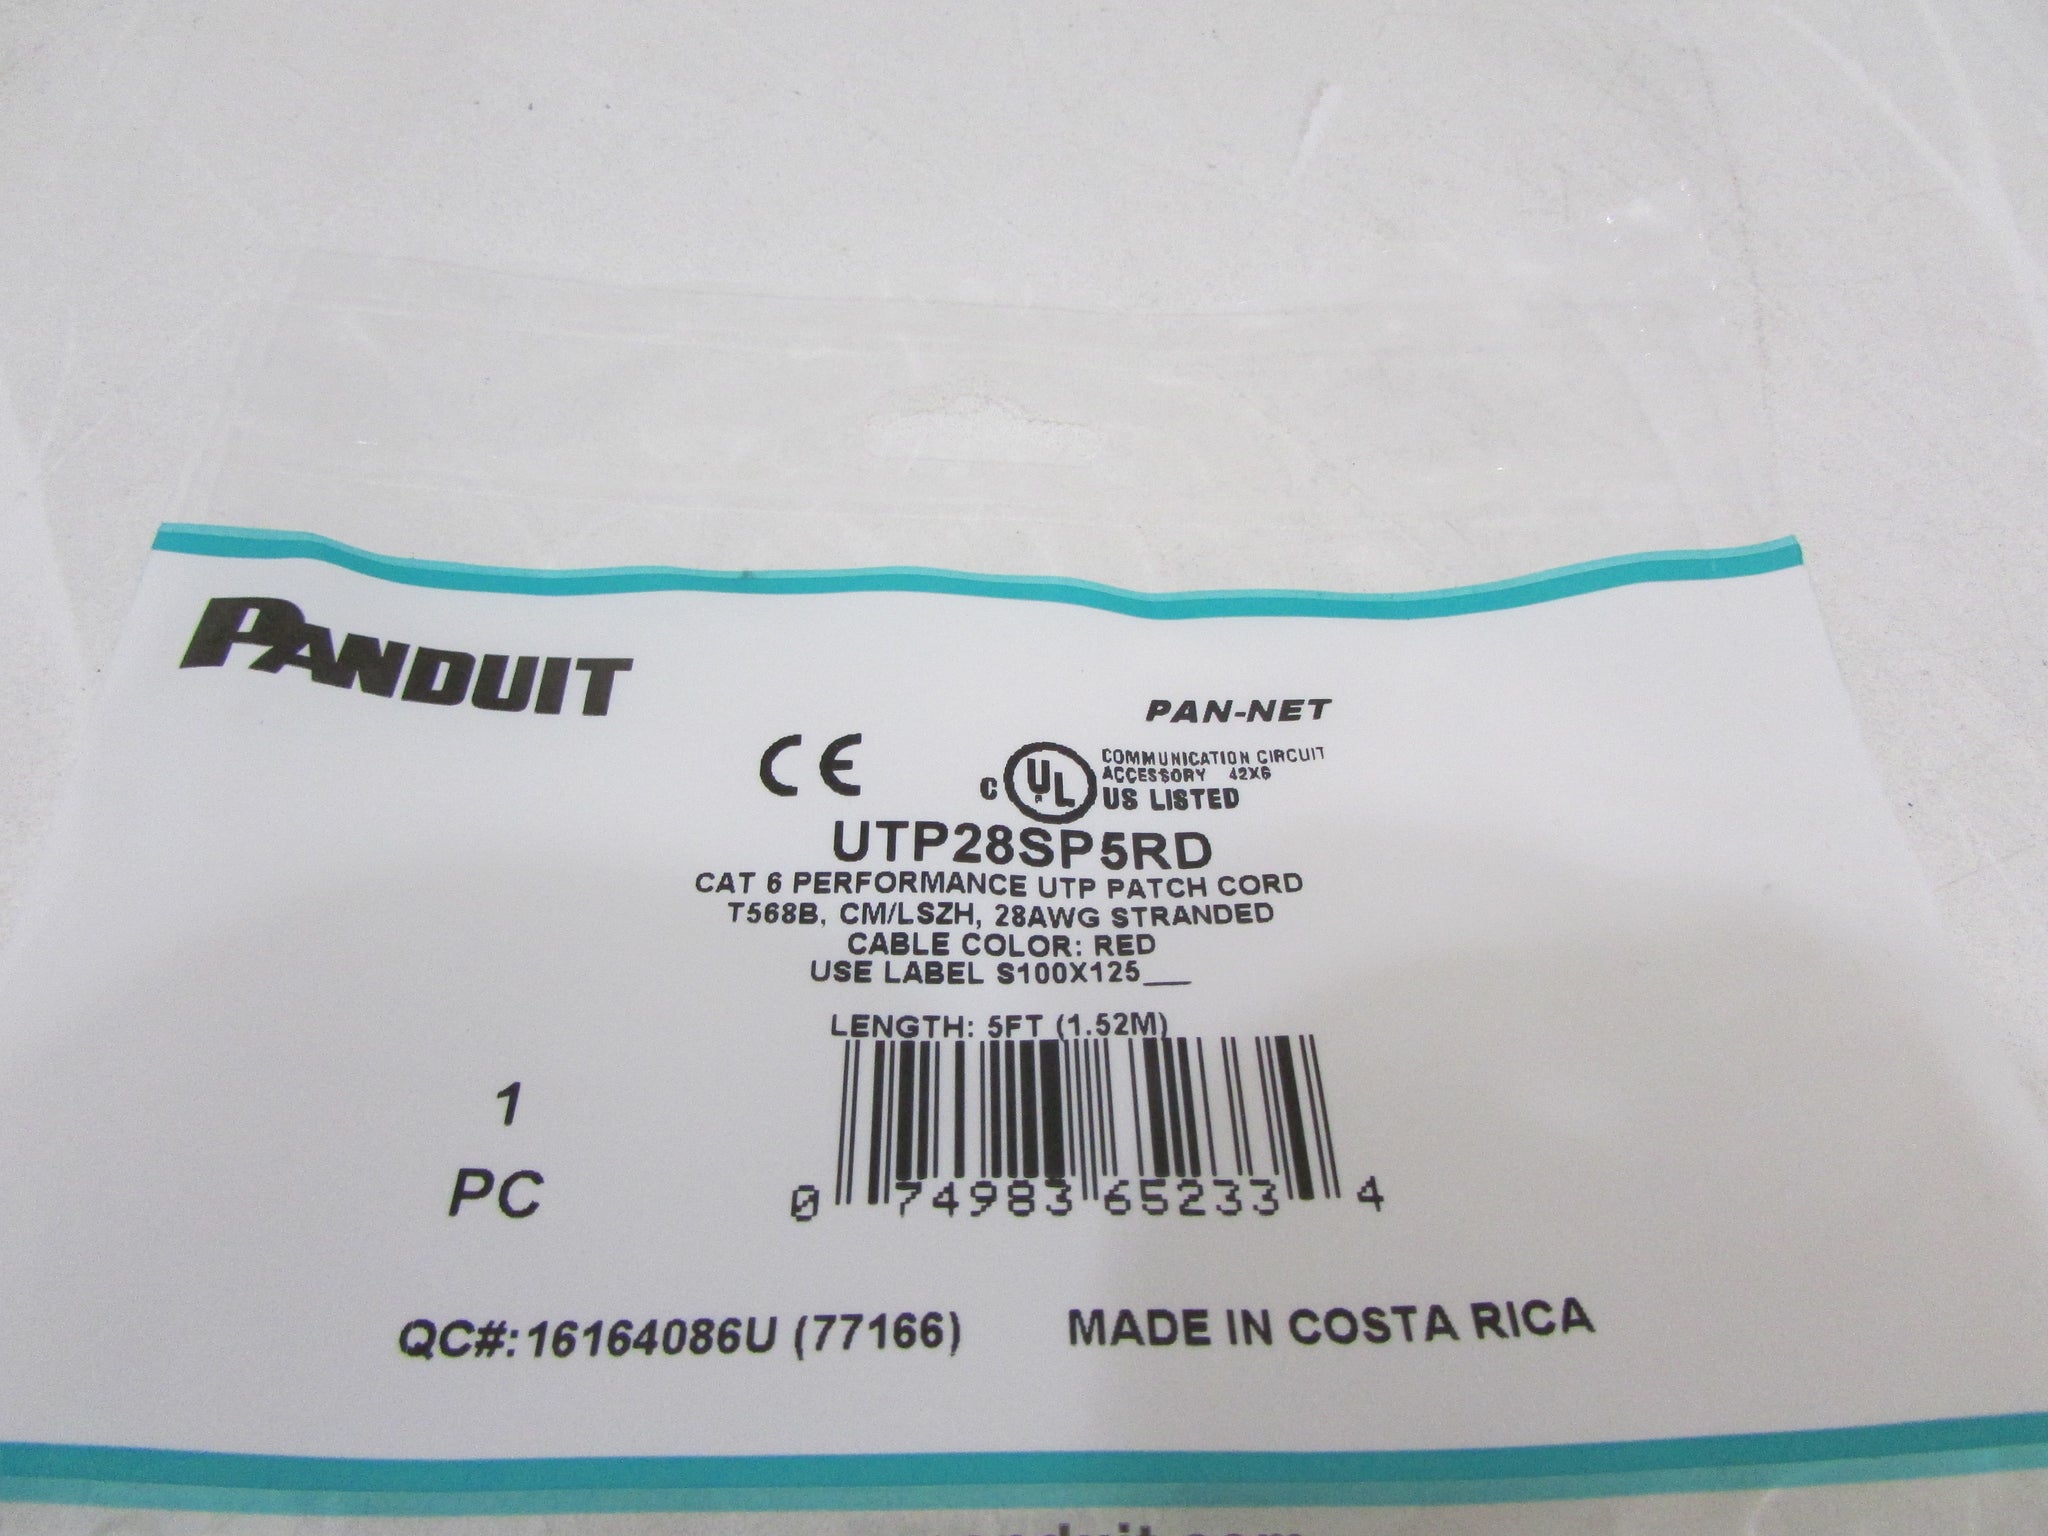 PANDUIT
PAN-NET
CE
C UL R COMMUNICATION CIRCUIT
ACCESSORY 42X6
US LISTED
UTP28SP5RD
CAT 6 PERFORMANCE UTP PATCH CORD
T568B, CM/LSZH, 28AWG STRANDED
CABLE COLOR: RED
USE LABEL S100X125___
LENGTH: 5FT (1.52M)
1
PC
0 74983 65233 4
QC#:16164086U (77166)
MADE IN COSTA RICA